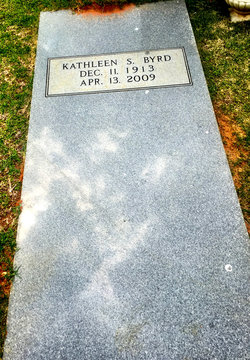 KATHLEEN S. BYRD
DEC. 11, 1913
APR. 13, 2009